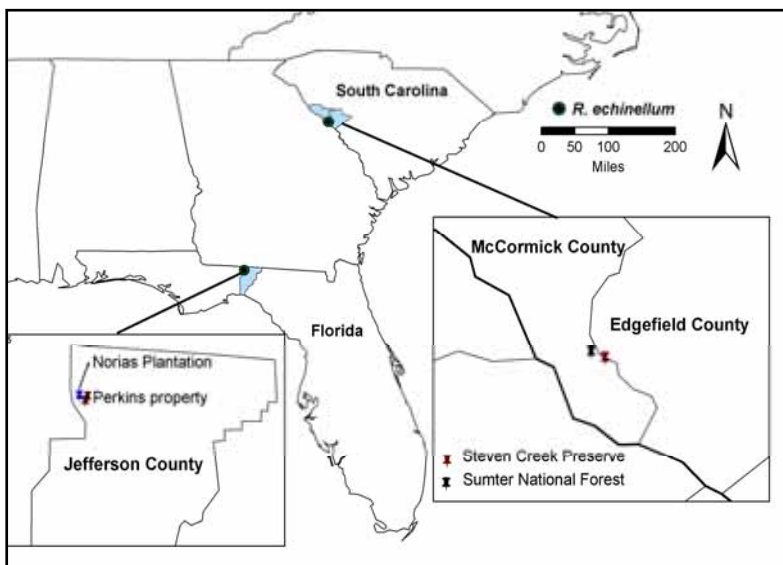 South Carolina
R. echinellum
0 50 100 200
Miles
N
McCormick County
Edgefield County
Florida
Norias Plantation
Perkins property
Jefferson County
Steven Creek Preserve
Sumter National Forest